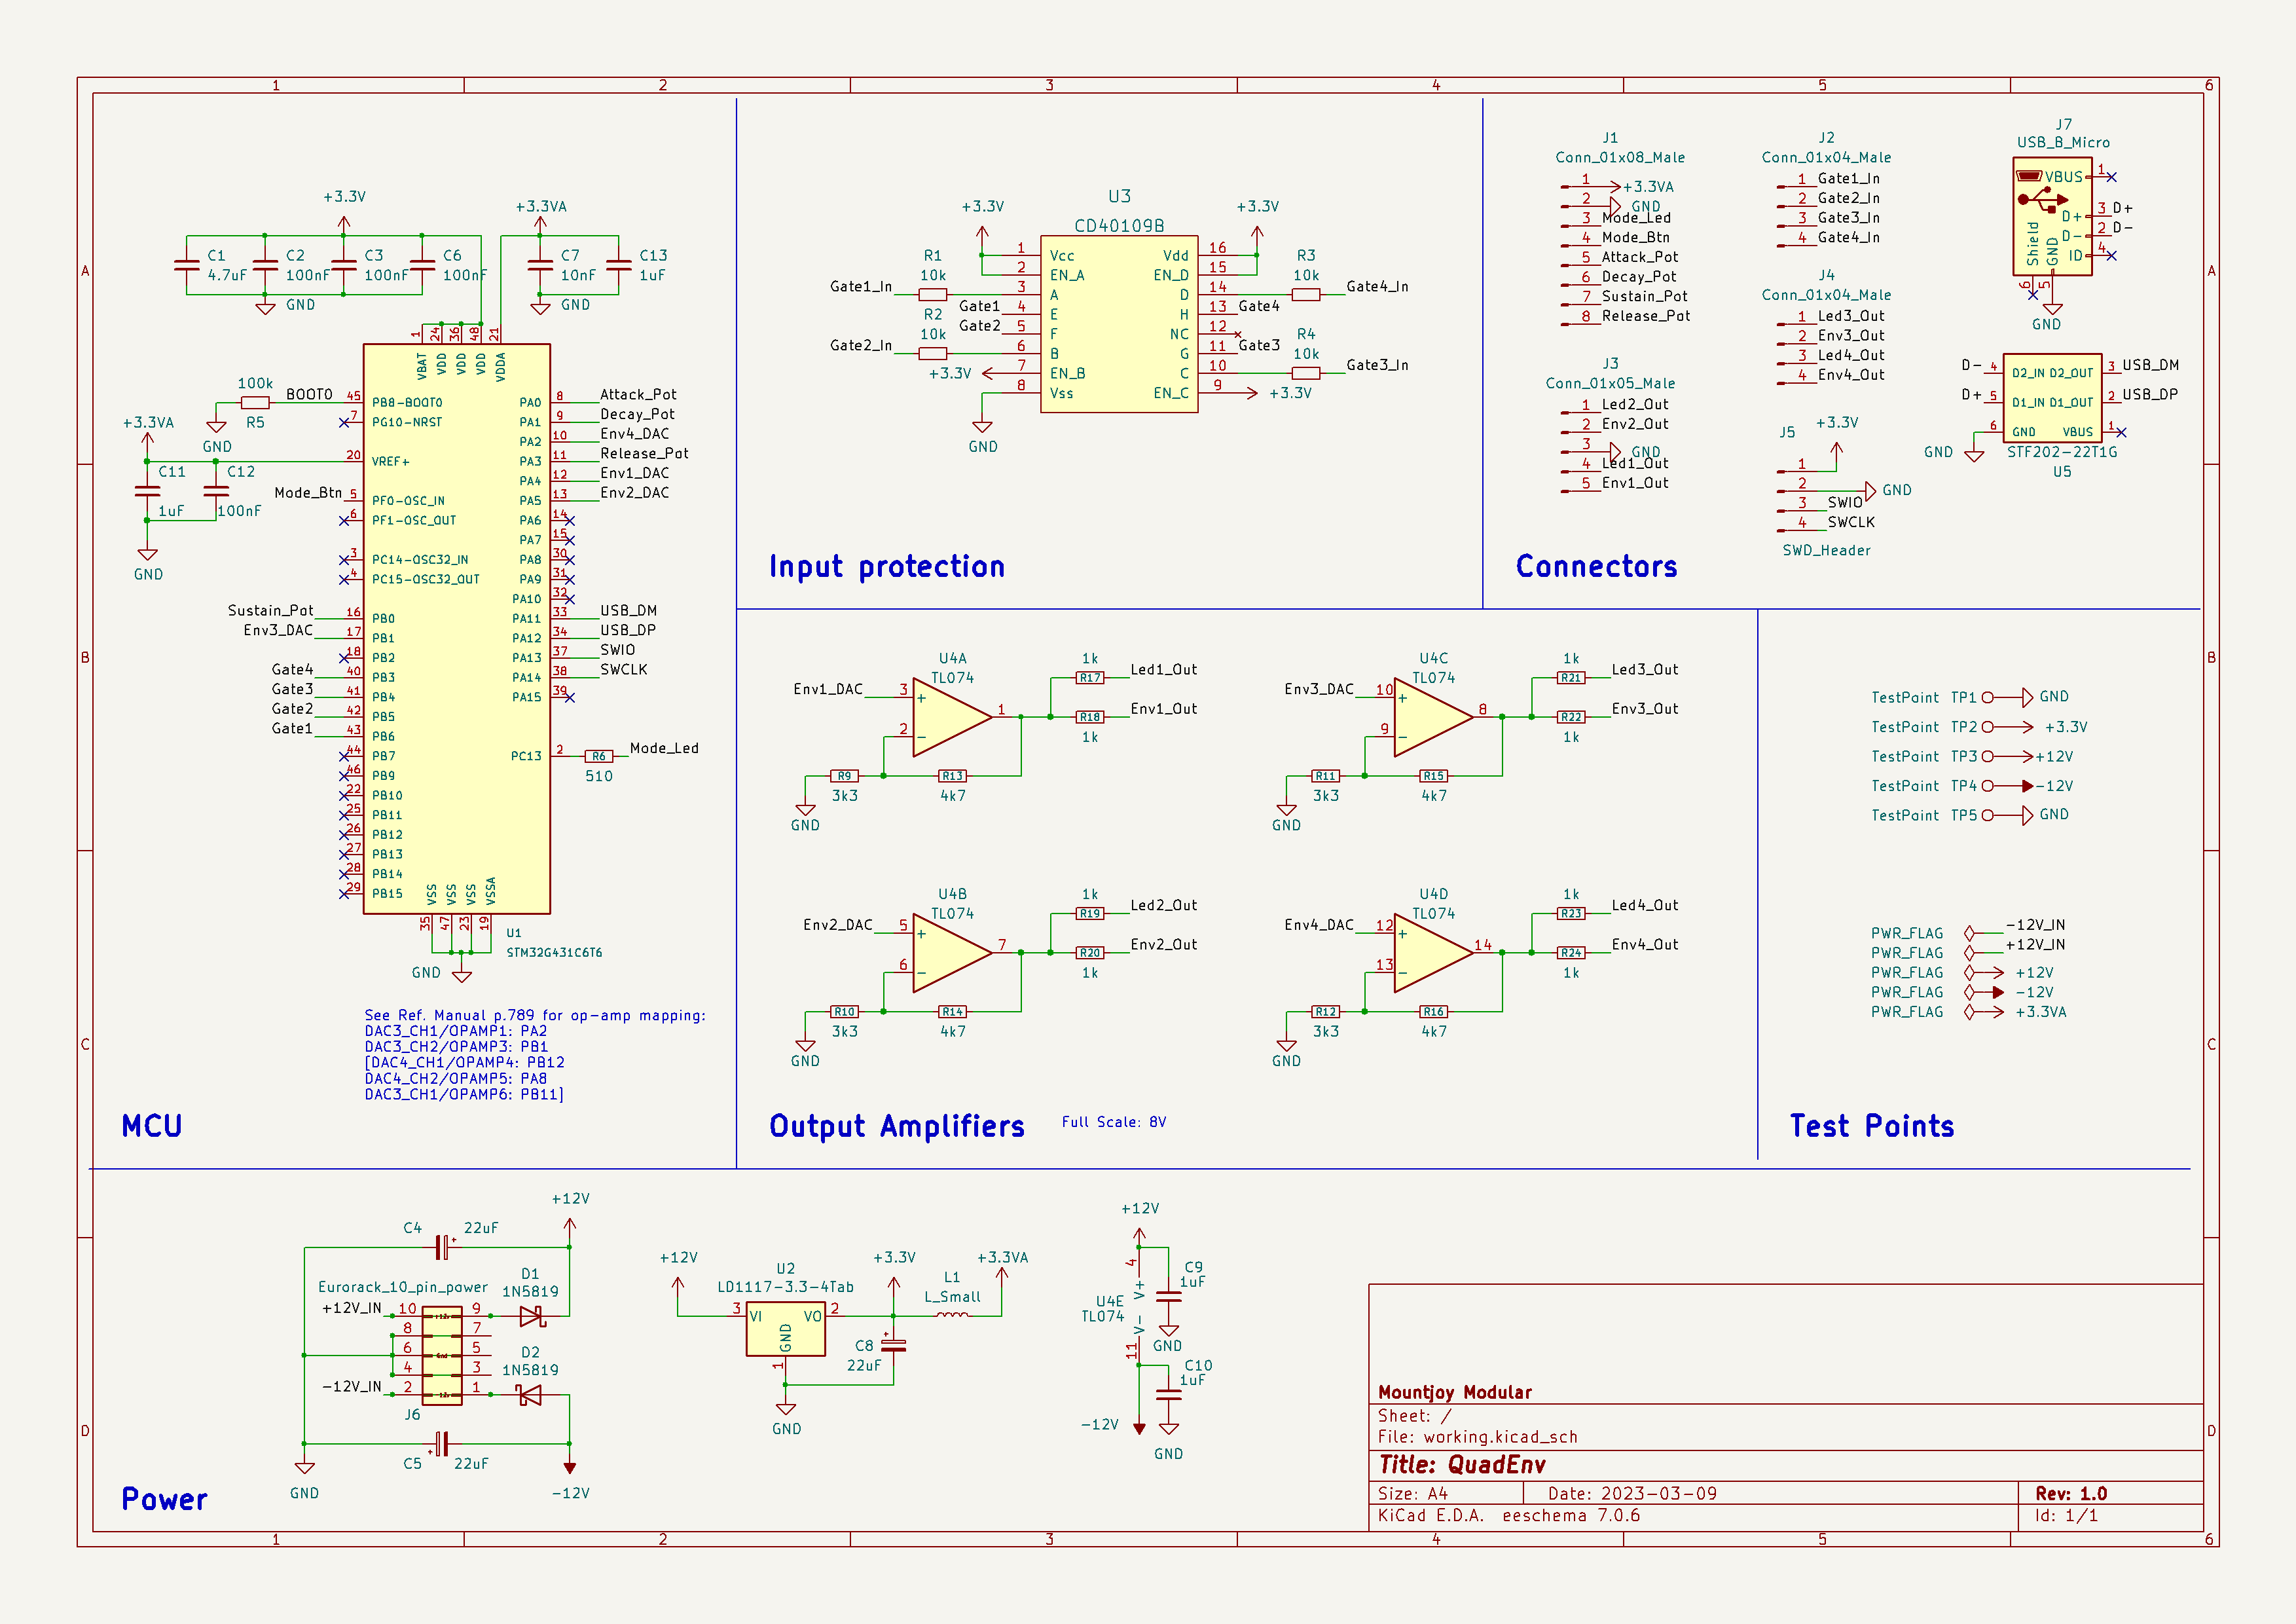 1 2 3 4 5 6
A
B
C
D
+3.3V
+3.3VA
C1
4.7uF
C2
100nF
C3
100nF
C6
100nF
C7
10nF
C13
1uF
GND
GND
1
24
36
48
21
VBAT
VDD
VDD
VDD
VDDA
100k
BOOT0
R5
GND
+3.3VA
C11
1uF
C12
100nF
GND
Mode_Btn
Sustain_Pot
Env3_DAC
Gate4
Gate3
Gate2
Gate1
45 PB8-BOOT0
7 PG10-NRST
20 VREF+
5 PF0-OSC_IN
6 PF1-OSC_OUT
3 PC14-OSC32_IN
4 PC15-OSC32_OUT
16 PB0
17 PB1
18 PB2
40 PB3
41 PB4
42 PB5
43 PB6
44 PB7
46 PB9
22 PB10
25 PB11
26 PB12
27 PB13
28 PB14
29 PB15
PA0 8 Attack_Pot
PA1 9 Decay_Pot
PA2 10 Env4_DAC
PA3 11 Release_Pot
PA4 12 Env1_DAC
PA5 13 Env2_DAC
PA6 14
PA7 15
PA8 30
PA9 31
PA10 32
PA11 33 USB_DM
PA12 34 USB_DP
PA13 37 SWIO
PA14 38 SWCLK
PA15 39
PC13 2
R6
510
Mode_Led
VSS
VSS
VSS
VSSA
35
47
23
19
GND
U1
STM32G431C6T6
See Ref. Manual p.789 for op-amp mapping:
DAC3_CH1/OPAMP1: PA2
DAC3_CH2/OPAMP3: PB1
[DAC4_CH1/OPAMP4: PB12
DAC4_CH2/OPAMP5: PA8
DAC3_CH1/OPAMP6: PB11]
MCU
U3
CD40109B
+3.3V
+3.3V
1 Vcc
2 EN_A
3 A
4 E
5 F
6 B
7 EN_B
8 Vss
Vdd 16
EN_D 15
D 14
H 13
NC 12
G 11
C 10
EN_C 9
Gate1_In
R1
10k
Gate1
Gate2
R2
10k
Gate2_In
+3.3V
GND
R3
10k
Gate4_In
Gate4
Gate3
R4
10k
Gate3_In
+3.3V
Input protection
J1
Conn_01x08_Male
1 +3.3VA
2 GND
3 Mode_Led
4 Mode_Btn
5 Attack_Pot
6 Decay_Pot
7 Sustain_Pot
8 Release_Pot
J3
Conn_01x05_Male
1 Led2_Out
2 Env2_Out
3 GND
4 Led1_Out
5 Env1_Out
J2
Conn_01x04_Male
1 Gate1_In
2 Gate2_In
3 Gate3_In
4 Gate4_In
J4
Conn_01x04_Male
1 Led3_Out
2 Env3_Out
3 Led4_Out
4 Env4_Out
J5
+3.3V
1
2 GND
3 SWIO
4 SWCLK
SWD_Header
J7
USB_B_Micro
VBUS 1
D+ 3 D+
D- 2 D-
ID 4
Shield
GND
6
5
GND
D- 4 D2_IN D2_OUT 3 USB_DM
D+ 5 D1_IN D1_OUT 2 USB_DP
6 GND VBUS 1
GND
STF202-22T1G
U5
Connectors
U4A
TL074
Env1_DAC
3
+
2
-
1
1k
R17
Led1_Out
R18
Env1_Out
1k
R9
3k3
R13
4k7
GND
U4C
TL074
Env3_DAC
10
+
9
-
8
1k
R21
Led3_Out
R22
Env3_Out
1k
R11
3k3
R15
4k7
GND
U4B
TL074
Env2_DAC
5
+
6
-
7
1k
R19
Led2_Out
R20
Env2_Out
1k
R10
3k3
R14
4k7
GND
U4D
TL074
Env4_DAC
12
+
13
-
14
1k
R23
Led4_Out
R24
Env4_Out
1k
R12
3k3
R16
4k7
GND
Output Amplifiers
Full Scale: 8V
TestPoint TP1 GND
TestPoint TP2 +3.3V
TestPoint TP3 +12V
TestPoint TP4 -12V
TestPoint TP5 GND
PWR_FLAG -12V_IN
PWR_FLAG +12V_IN
PWR_FLAG +12V
PWR_FLAG -12V
PWR_FLAG +3.3VA
Test Points
+12V
C4
22uF
Eurorack_10_pin_power
D1
1N5819
+12V_IN
10 +12v 9
8 7
6 Gnd 5
4 3
2 -12v 1
-12V_IN
J6
D2
1N5819
C5
22uF
GND
-12V
Power
+12V
U2
LD1117-3.3-4Tab
3 VI
VO 2
GND
1
GND
+3.3V
C8
22uF
L1
L_Small
+3.3VA
+12V
4
V+
C9
1uF
GND
U4E
TL074
V-
11
C10
1uF
GND
-12V
Mountjoy Modular
Sheet: /
File: working.kicad_sch
Title: QuadEnv
Size: A4
Date: 2023-03-09
Rev: 1.0
KiCad E.D.A. eeschema 7.0.6
Id: 1/1
A
B
C
D
1 2 3 4 5 6